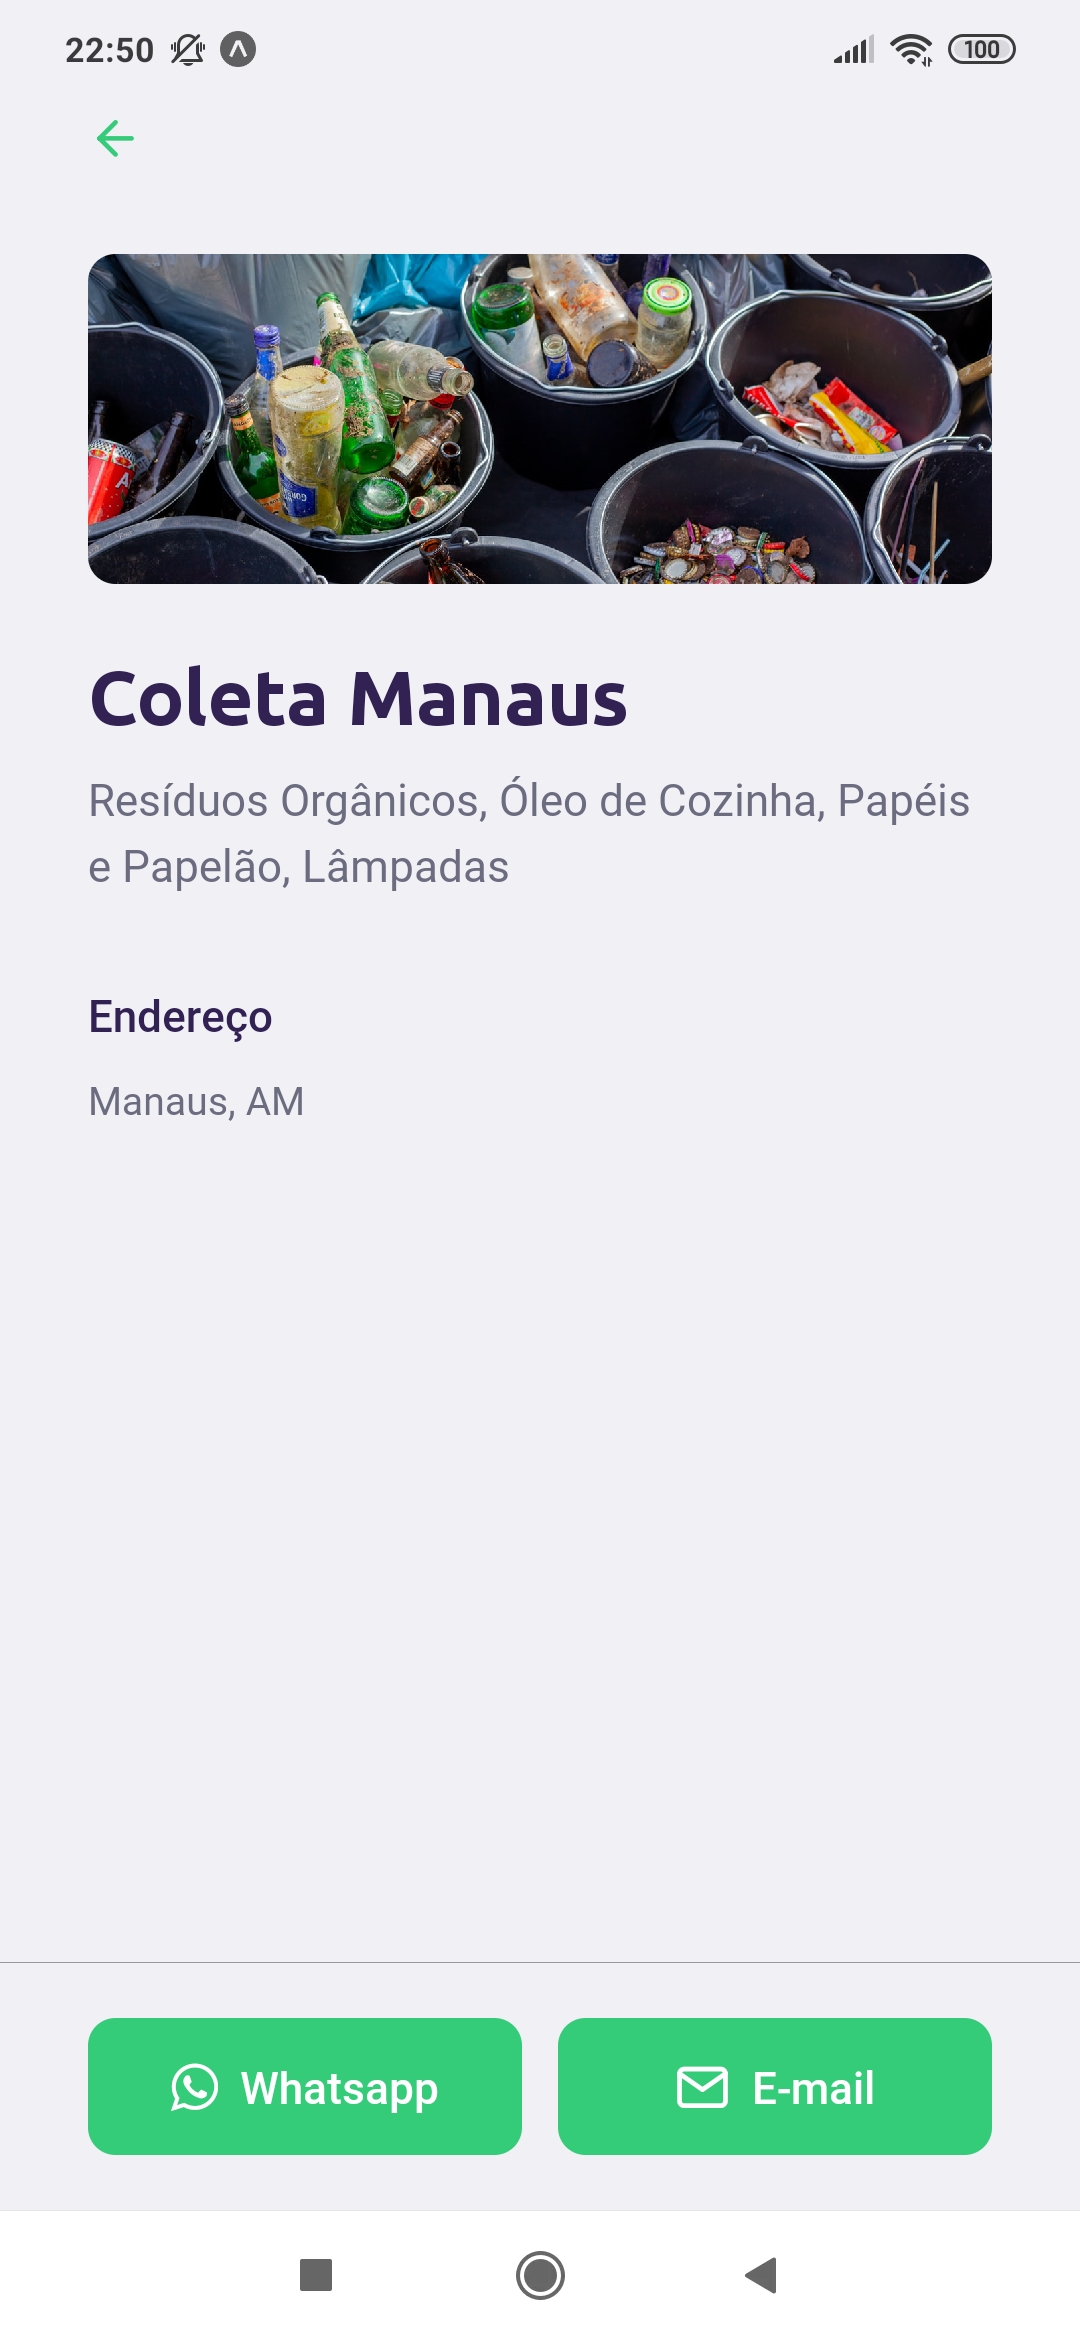 22:50
100
Coleta Manaus
Resíduos Orgânicos, Óleo de Cozinha, Papéis
e Papelão, Lâmpadas
Endereço
Manaus, AM
Whatsapp
E-mail